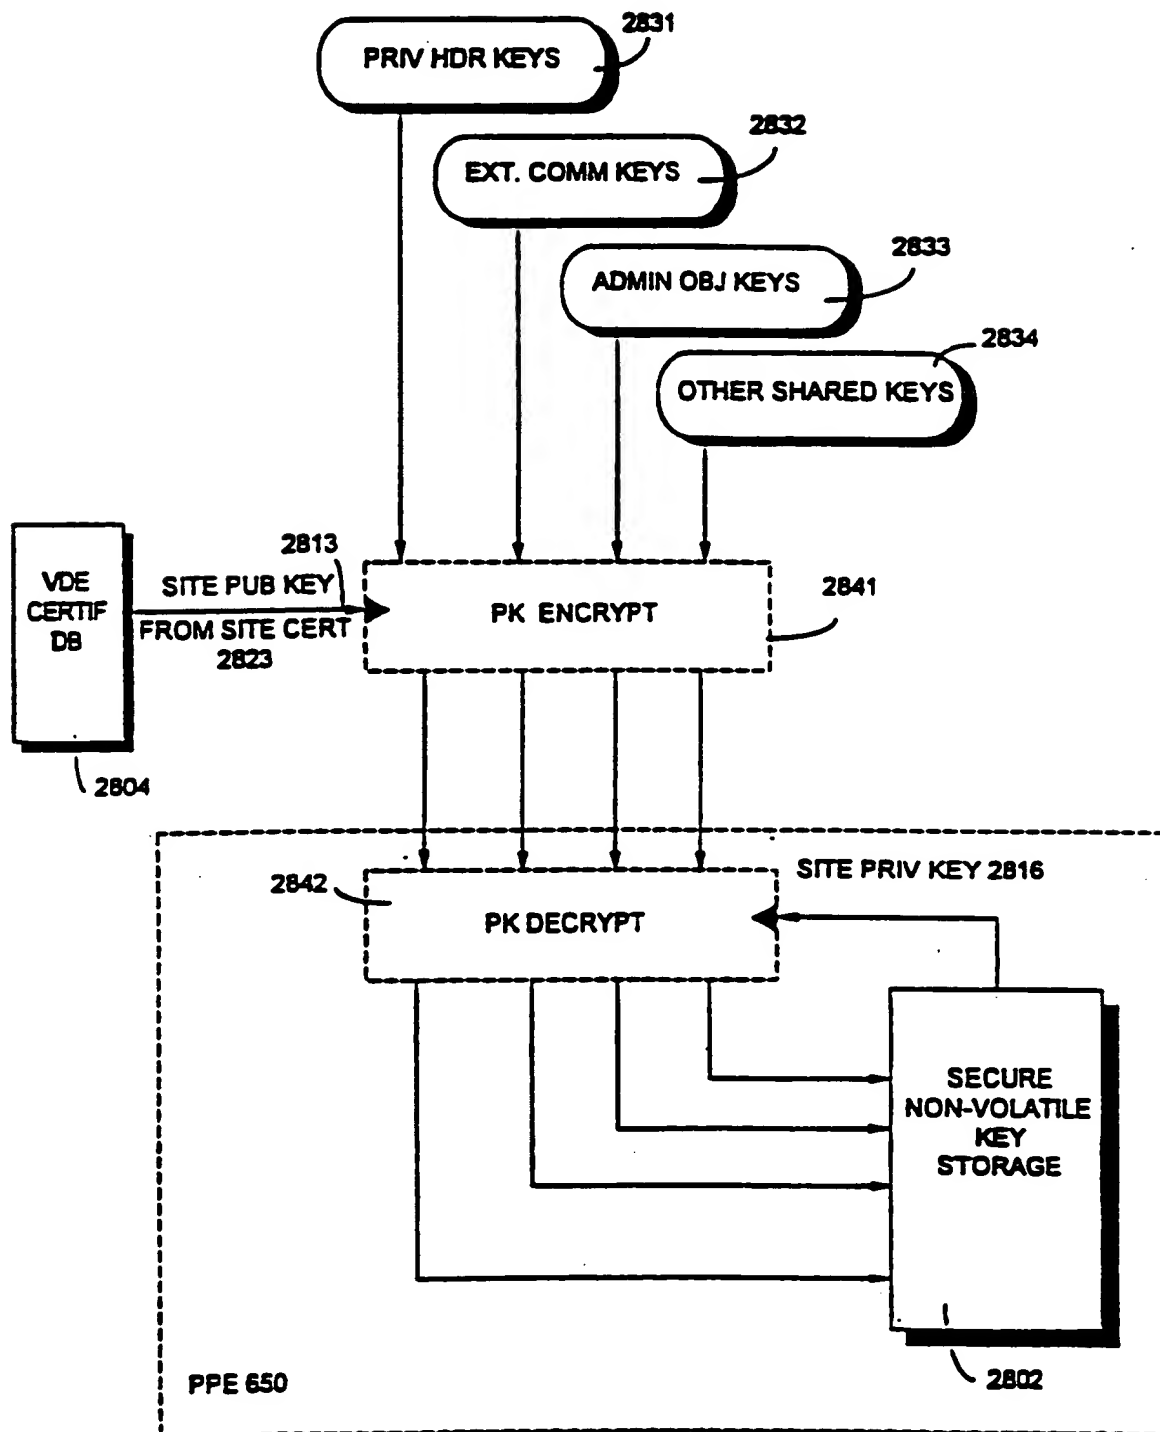 2831
PRIV HDR KEYS
2832
EXT. COMM KEYS
2833
ADMIN OBJ KEYS
2834
OTHER SHARED KEYS
2813
VDE
CERTIF
DB
SITE PUB KEY
FROM SITE CERT
2823
PK ENCRYPT
2841
2804
2842
SITE PRIV KEY 2816
PK DECRYPT
SECURE
NON-VOLATILE
KEY
STORAGE
2802
PPE 650